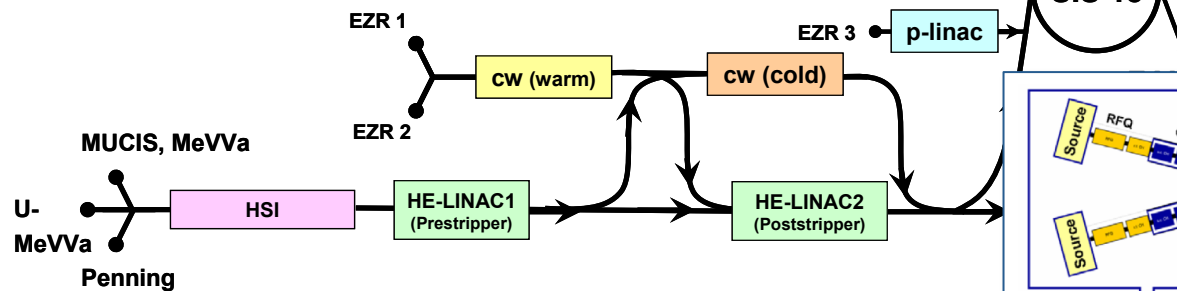 EZR 1
EZR 3
p-linac
cw (warm)
cw (cold)
EZR 2
MUCIS, MeVVa
U-
MeVVa
HSI
HE-LINAC1
(Prestripper)
HE-LINAC2
(Poststripper)
Penning
Source
RFQ
Source